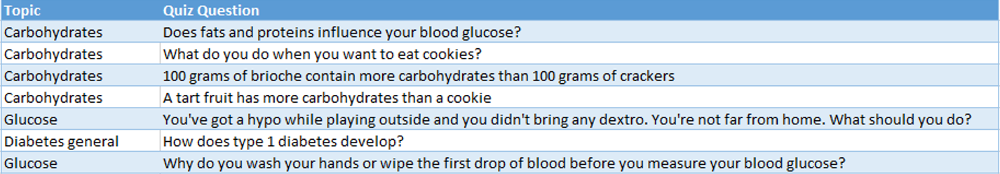 Topic Quiz Question
Carbohydrates Does fats and proteins influence your blood glucose?
Carbohydrates What do you do when you want to eat cookies?
Carbohydrates 100 grams of brioche contain more carbohydrates than 100 grams of crackers
Carbohydrates A tart fruit has more carbohydrates than a cookie
Glucose You've got a hypo while playing outside and you didn't bring any dextro. You're not far from home. What should you do?
Diabetes general How does type 1 diabetes develop?
Glucose Why do you wash your hands or wipe the first drop of blood before you measure your blood glucose?